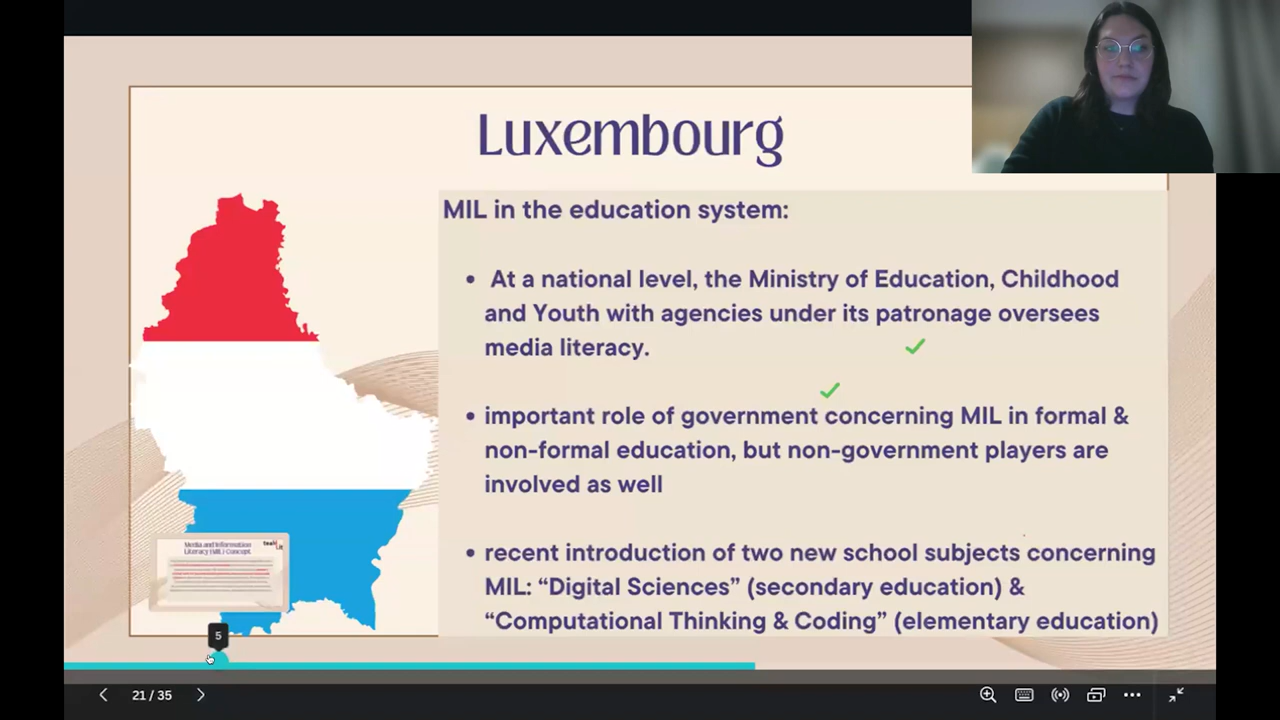 Luxembourg
MIL in the education system:
• At a national level, the Ministry of Education, Childhood
and Youth with agencies under its patronage oversees
media literacy.
• important role of government concerning MIL in formal &
non-formal education, but non-government players are
involved as well
• recent introduction of two new school subjects concerning
MIL: “Digital Sciences” (secondary education) &
“Computational Thinking & Coding” (elementary education)
Media and Information
Literacy (MIL) Concept
5
21 / 35